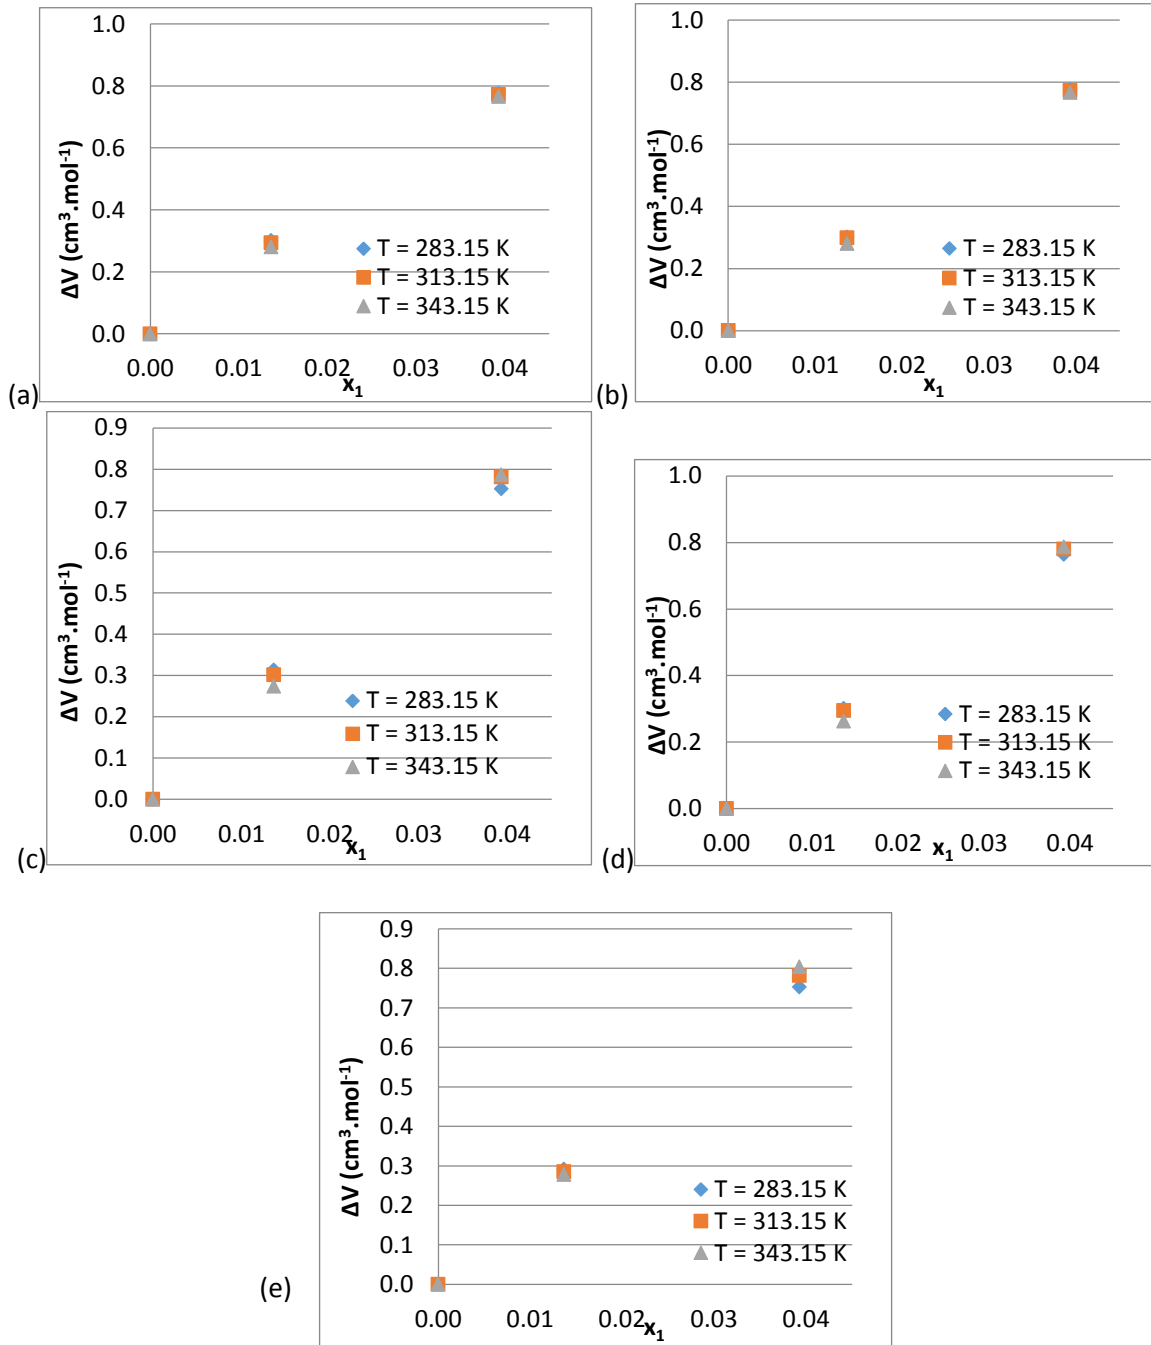 1.0
0.8
0.6
0.4
0.2
0.0
ΔV (cm³.mol⁻¹)
T = 283.15 K
T = 313.15 K
T = 343.15 K
0.00 0.01 0.02 0.03 0.04
x₁
(a)
1.0
0.8
0.6
0.4
0.2
0.0
ΔV (cm³.mol⁻¹)
T = 283.15 K
T = 313.15 K
T = 343.15 K
0.00 0.01 0.02 0.03 0.04
x₁
(b)
0.9
0.8
0.7
0.6
0.5
0.4
0.3
0.2
0.1
0.0
ΔV (cm³.mol⁻¹)
T = 283.15 K
T = 313.15 K
T = 343.15 K
0.00 0.01 0.02 0.03 0.04
x₁
(c)
1.0
0.8
0.6
0.4
0.2
0.0
ΔV (cm³.mol⁻¹)
T = 283.15 K
T = 313.15 K
T = 343.15 K
0.00 0.01 0.02 0.03 0.04
x₁
(d)
0.9
0.8
0.7
0.6
0.5
0.4
0.3
0.2
0.1
0.0
ΔV (cm³.mol⁻¹)
T = 283.15 K
T = 313.15 K
T = 343.15 K
0.00 0.01 0.02 0.03 0.04
x₁
(e)